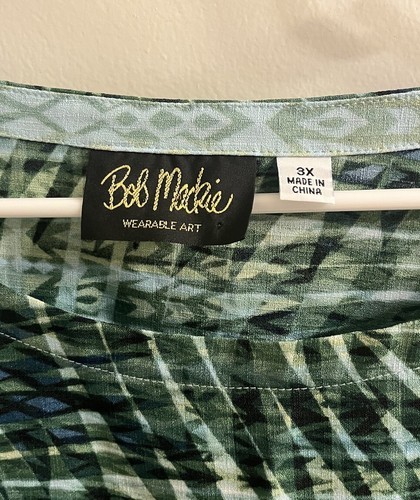 Bob Mackie
WEARABLE ART
3X
MADE IN
CHINA